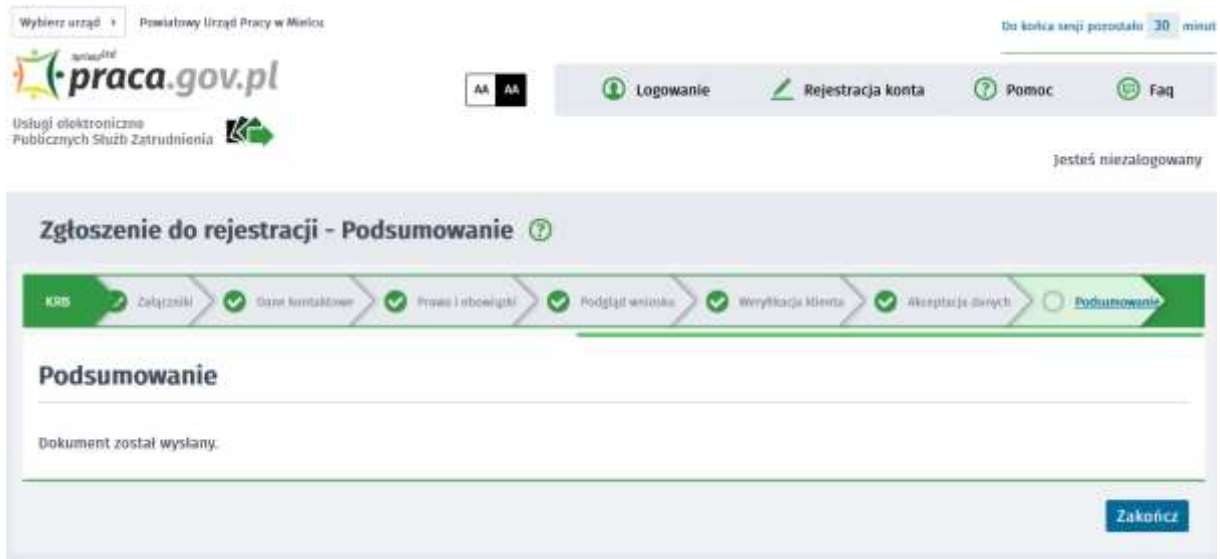 Wybierz urząd
Powiatowy Urząd Pracy w Mielcu
Do końca sesji pozostało 30 minut
praca.gov.pl
AA AA
Logowanie
Rejestracja konta
Pomoc
Faq
Usługi elektroniczne
Publicznych Służb Zatrudnienia
Jesteś niezalogowany
Zgłoszenie do rejestracji - Podsumowanie
KRB
Załączniki
Dane kontaktowe
Prawa i obowiązki
Podgląd wniosku
Weryfikacja klienta
Akceptacja danych
Podsumowanie
Podsumowanie
Dokument został wysłany.
Zakończ